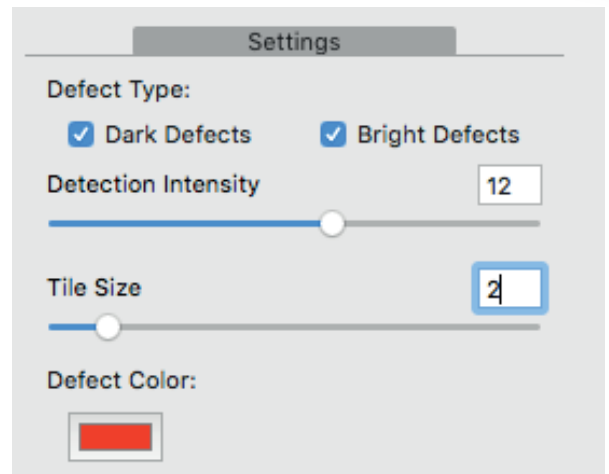 Settings
Defect Type:
Dark Defects Bright Defects
Detection Intensity 12
Tile Size 2
Defect Color: